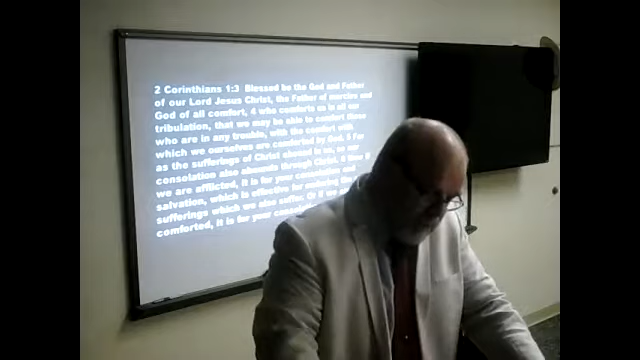 2 Corinthians 1:3 Blessed be the God and Father
of our Lord Jesus Christ, the Father of mercies and
God of all comfort, 4 who comforts us in all our
tribulation, that we may be able to comfort those
who are in any trouble, with the comfort with
which we ourselves are comforted by God. 5 For
as the sufferings of Christ abound in us, so our
consolation also abounds through Christ. 6 Now if
we are afflicted, it is for your consolation and
salvation, which is effective for enduring the
sufferings which we also suffer. Or if we
comforted, it is for your